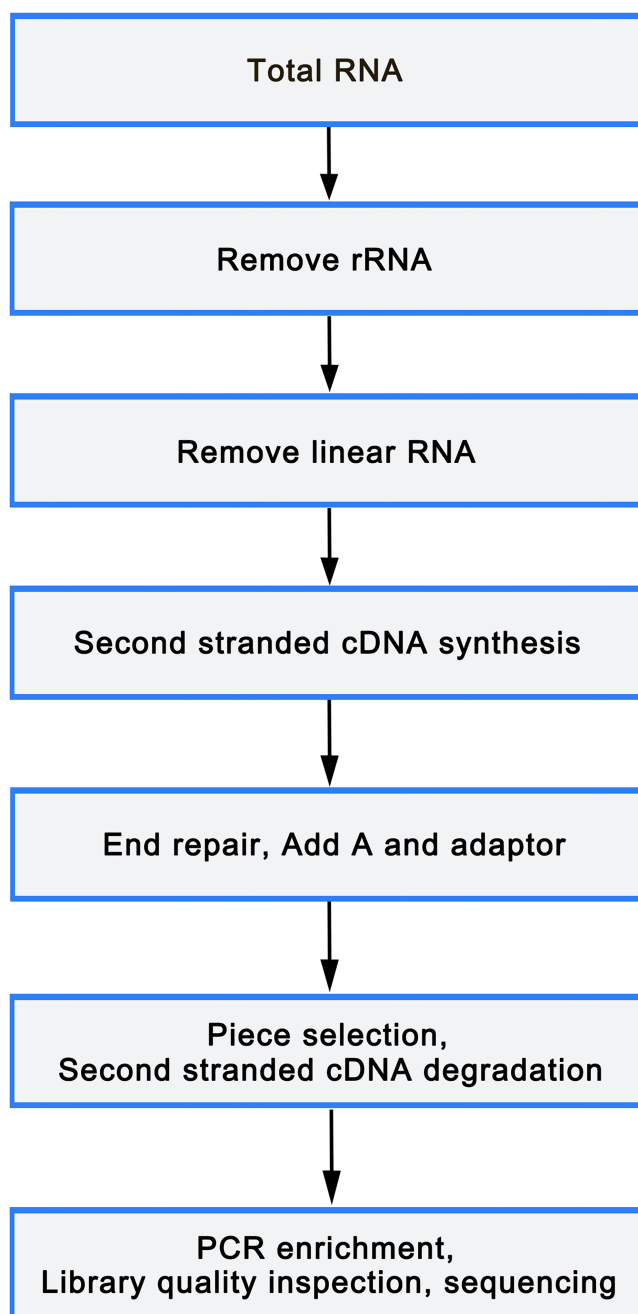 Total RNA
Remove rRNA
Remove linear RNA
Second stranded cDNA synthesis
End repair, Add A and adaptor
Piece selection,
Second stranded cDNA degradation
PCR enrichment,
Library quality inspection, sequencing